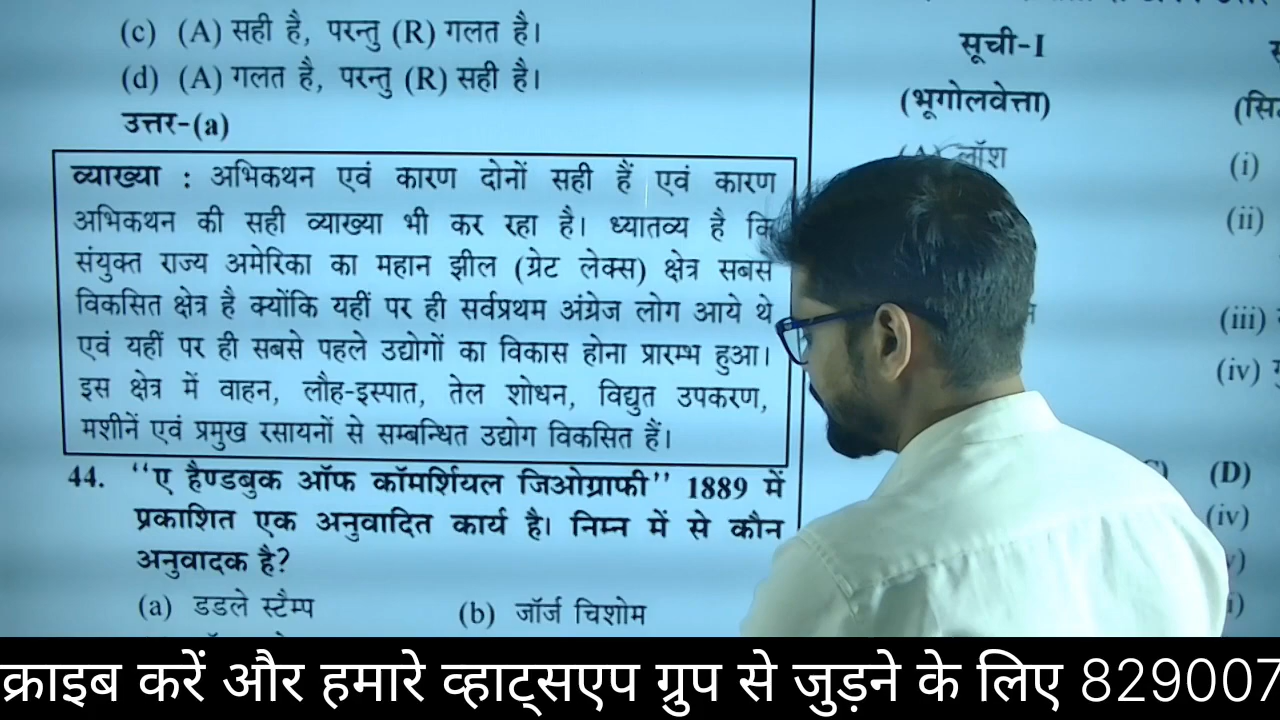 (c) (A) सही है, परन्तु (R) गलत है।
(d) (A) गलत है, परन्तु (R) सही है।
उत्तर-(a)
व्याख्या : अभिकथन एवं कारण दोनों सही हैं एवं कारण
अभिकथन की सही व्याख्या भी कर रहा है। ध्यातव्य है कि
संयुक्त राज्य अमेरिका का महान झील (ग्रेट लेक्स) क्षेत्र सबसे
विकसित क्षेत्र है क्योंकि यहीं पर ही सर्वप्रथम अंग्रेज लोग आये थे
एवं यहीं पर ही सबसे पहले उद्योगों का विकास होना प्रारम्भ हुआ।
इस क्षेत्र में वाहन, लौह-इस्पात, तेल शोधन, विद्युत उपकरण,
मशीनें एवं प्रमुख रसायनों से सम्बन्धित उद्योग विकसित हैं।
44. “ए हैण्डबुक ऑफ कॉमर्शियल जिओग्राफी” 1889 में
प्रकाशित एक अनुवादित कार्य है। निम्न में से कौन
अनुवादक है?
(a) डडले स्टैम्प (b) जॉर्ज चिशोम
सूची-I
(भूगोलवेत्ता)
(A) लॉश
(i)
(ii)
(iii)
(iv)
(D)
(iv)
क्राइब करें और हमारे व्हाट्सएप ग्रुप से जुड़ने के लिए 829007